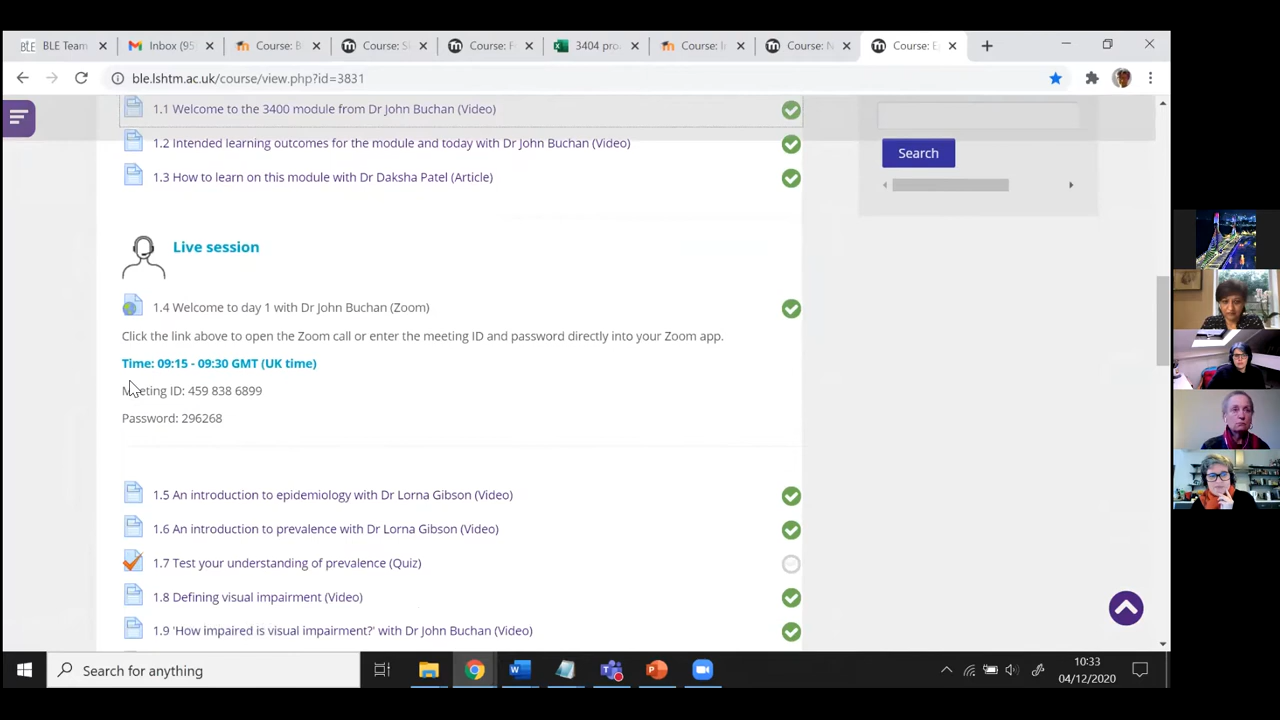 BLE BLE Team
Inbox (95
Course: B
Course: S
Course: F
3404 pro
Course: I
Course: N
Course: E
ble.lshtm.ac.uk/course/view.php?id=3831
1.1 Welcome to the 3400 module from Dr John Buchan (Video)
1.2 Intended learning outcomes for the module and today with Dr John Buchan (Video)
1.3 How to learn on this module with Dr Daksha Patel (Article)
Search
Live session
1.4 Welcome to day 1 with Dr John Buchan (Zoom)
Click the link above to open the Zoom call or enter the meeting ID and password directly into your Zoom app.
Time: 09:15 - 09:30 GMT (UK time)
Meeting ID: 459 838 6899
Password: 296268
1.5 An introduction to epidemiology with Dr Lorna Gibson (Video)
1.6 An introduction to prevalence with Dr Lorna Gibson (Video)
1.7 Test your understanding of prevalence (Quiz)
1.8 Defining visual impairment (Video)
1.9 'How impaired is visual impairment?' with Dr John Buchan (Video)
Search for anything
10:33
04/12/2020